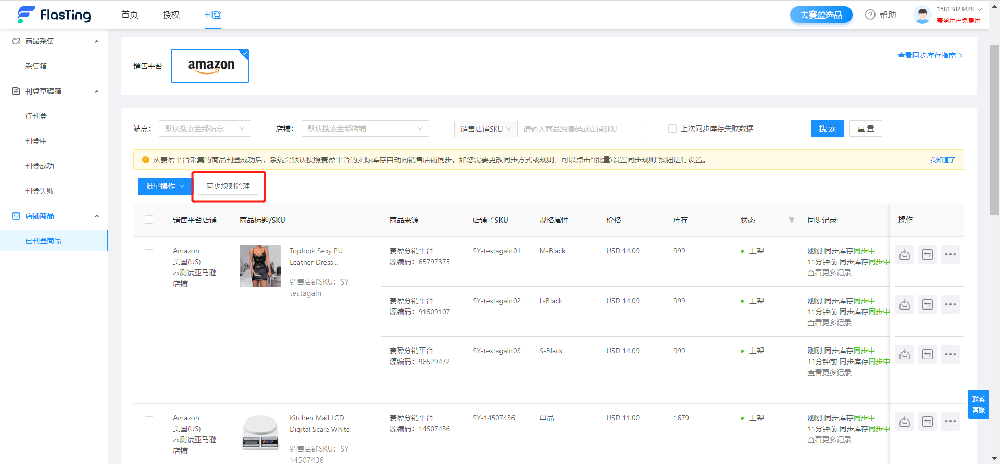 FlasTing
首页
授权
刊登
去赛盈选品
帮助
15813823428
赛盈用户免费用
商品采集
采集箱
刊登草稿箱
待刊登
刊登中
刊登成功
刊登失败
店铺商品
已刊登商品
销售平台
amazon
查看同步库存指南
站点：
默认搜索全部站点
店铺：
默认搜索全部店铺
销售店铺SKU
请输入商品源编码或店铺SKU
上次同步库存失败数据
搜 索
重 置
从赛盈平台采集的商品刊登成功后，系统会默认按照赛盈平台的实际库存自动向销售店铺同步。如您需要更改同步方式或规则，可以点击“(批量)设置同步规则”按钮进行设置。
我知道了
批量操作
同步规则管理
销售平台店铺
商品标题/SKU
商品来源
店铺子SKU
规格属性
价格
库存
状态
同步记录
操作
Amazon
美国(US)
zx测试亚马逊
店铺
Toplook Sexy PU
Leather Dress...
销售店铺SKU：SY-
testagain
赛盈分销平台
源编码：65797375
SY-testagain01
M-Black
USD 14.09
999
上架
刚刚 同步库存同步中
11分钟前 同步库存同步中
查看更多记录
赛盈分销平台
源编码：91509107
SY-testagain02
L-Black
USD 14.09
999
上架
刚刚 同步库存同步中
11分钟前 同步库存同步中
查看更多记录
赛盈分销平台
源编码：96529472
SY-testagain03
S-Black
USD 14.09
999
上架
刚刚 同步库存同步中
11分钟前 同步库存同步中
查看更多记录
Amazon
美国(US)
zx测试亚马逊
店铺
Kitchen Mail LCD
Digital Scale White
销售店铺SKU：SY-
14507436
赛盈分销平台
源编码：14507436
SY-14507436
单品
USD 11.00
1679
上架
刚刚 同步库存同步中
11分钟前 同步库存同步中
查看更多记录
联系
客服